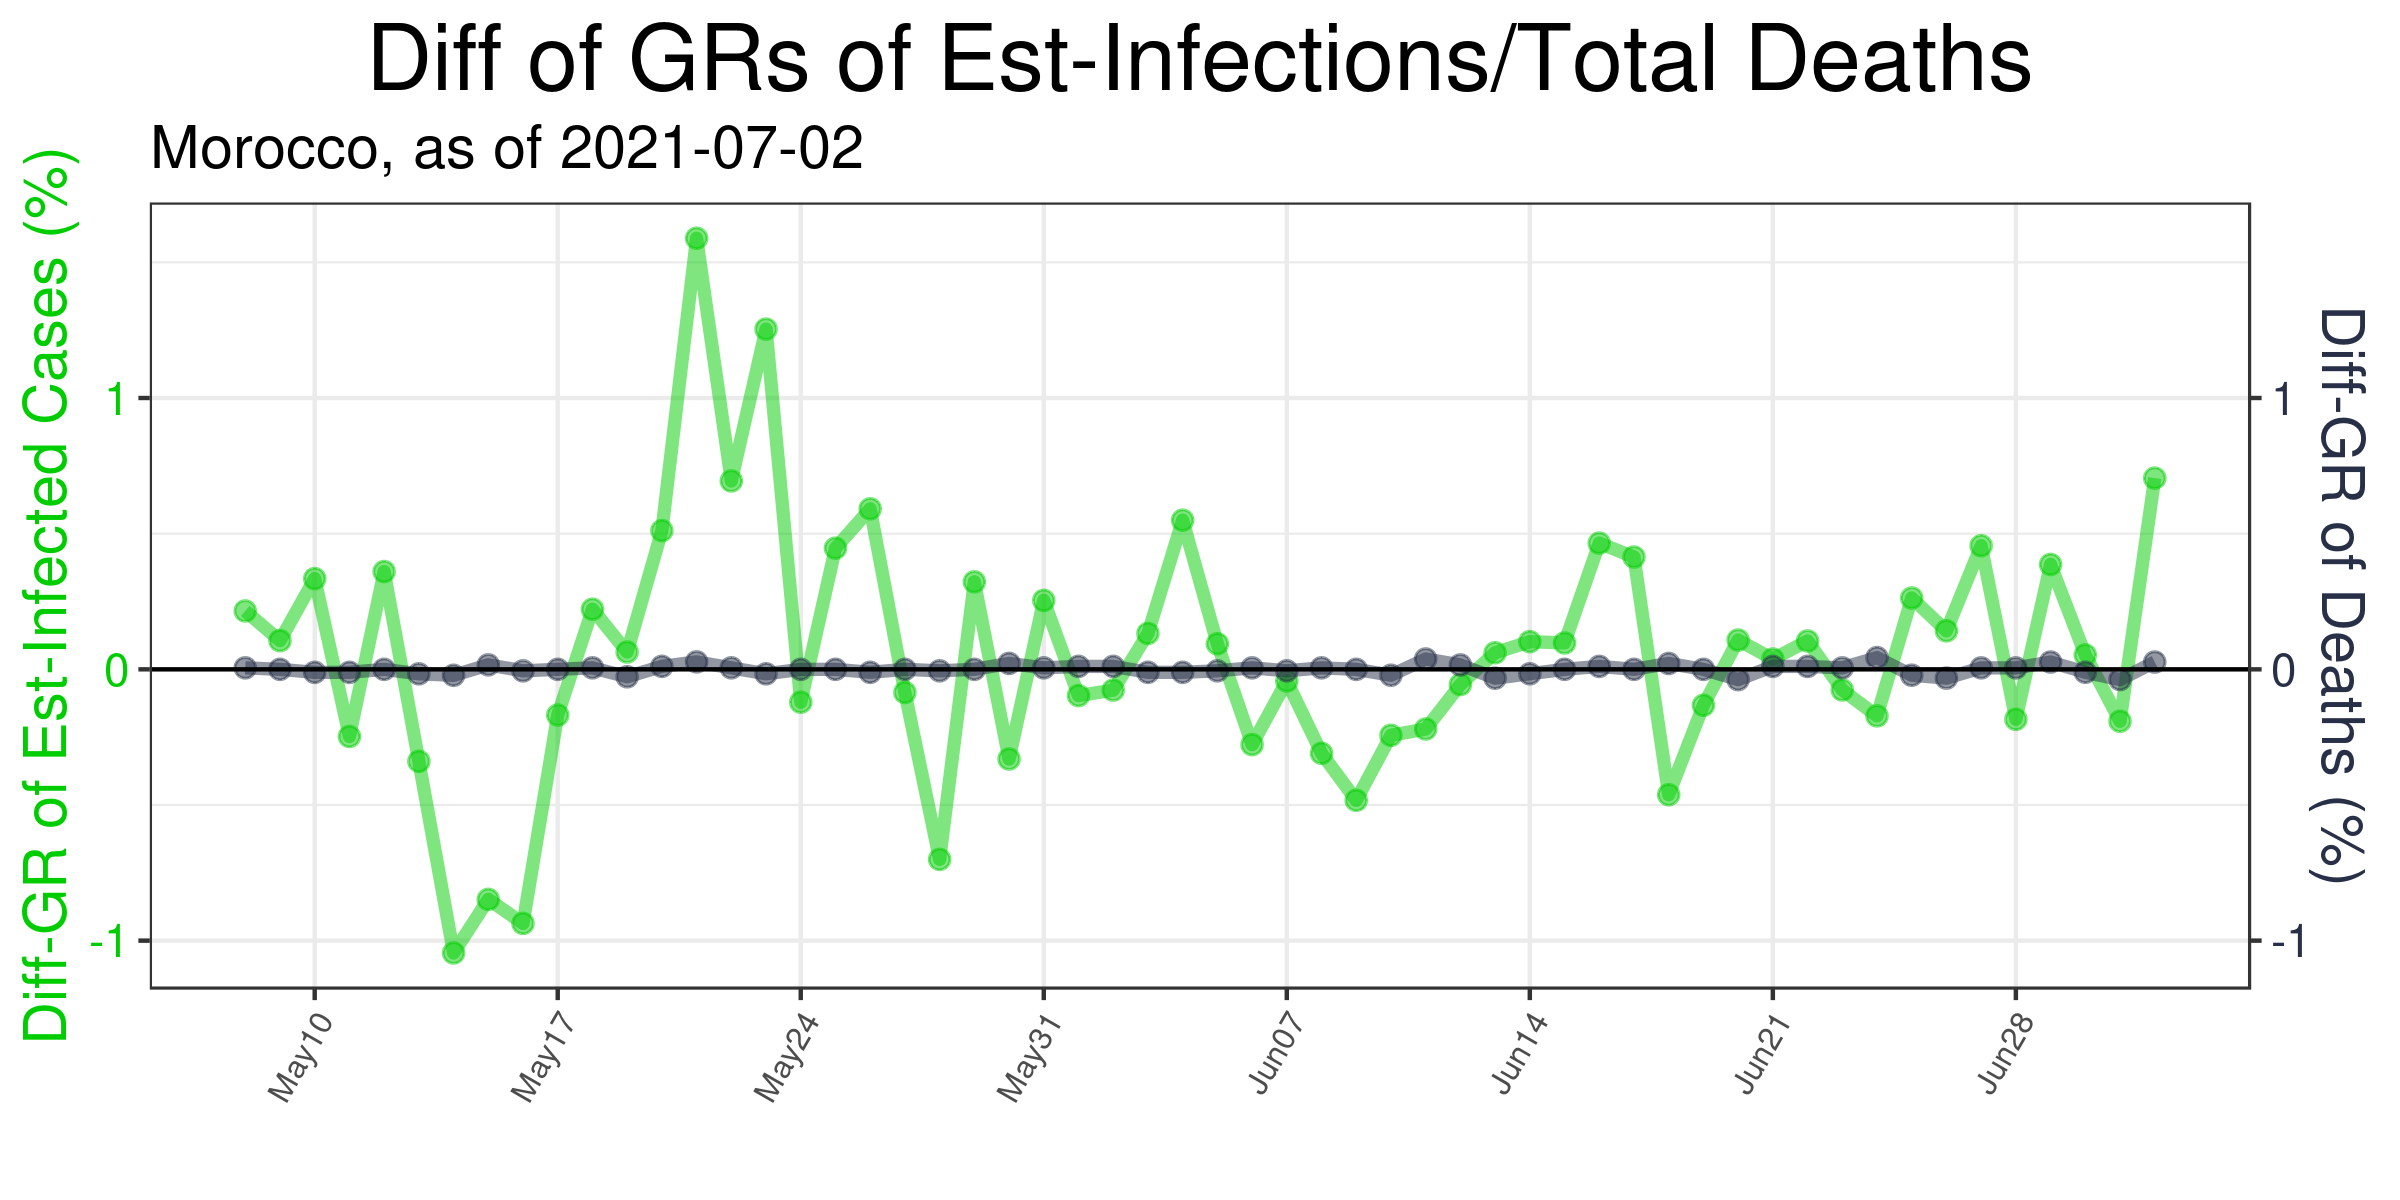 Diff of GRs of Est-Infections/Total Deaths
Morocco, as of 2021-07-02
Diff-GR of Est-Infected Cases (%)
1
0
-1
1
0
-1
Diff-GR of Deaths (%)
May10
May17
May24
May31
Jun07
Jun14
Jun21
Jun28